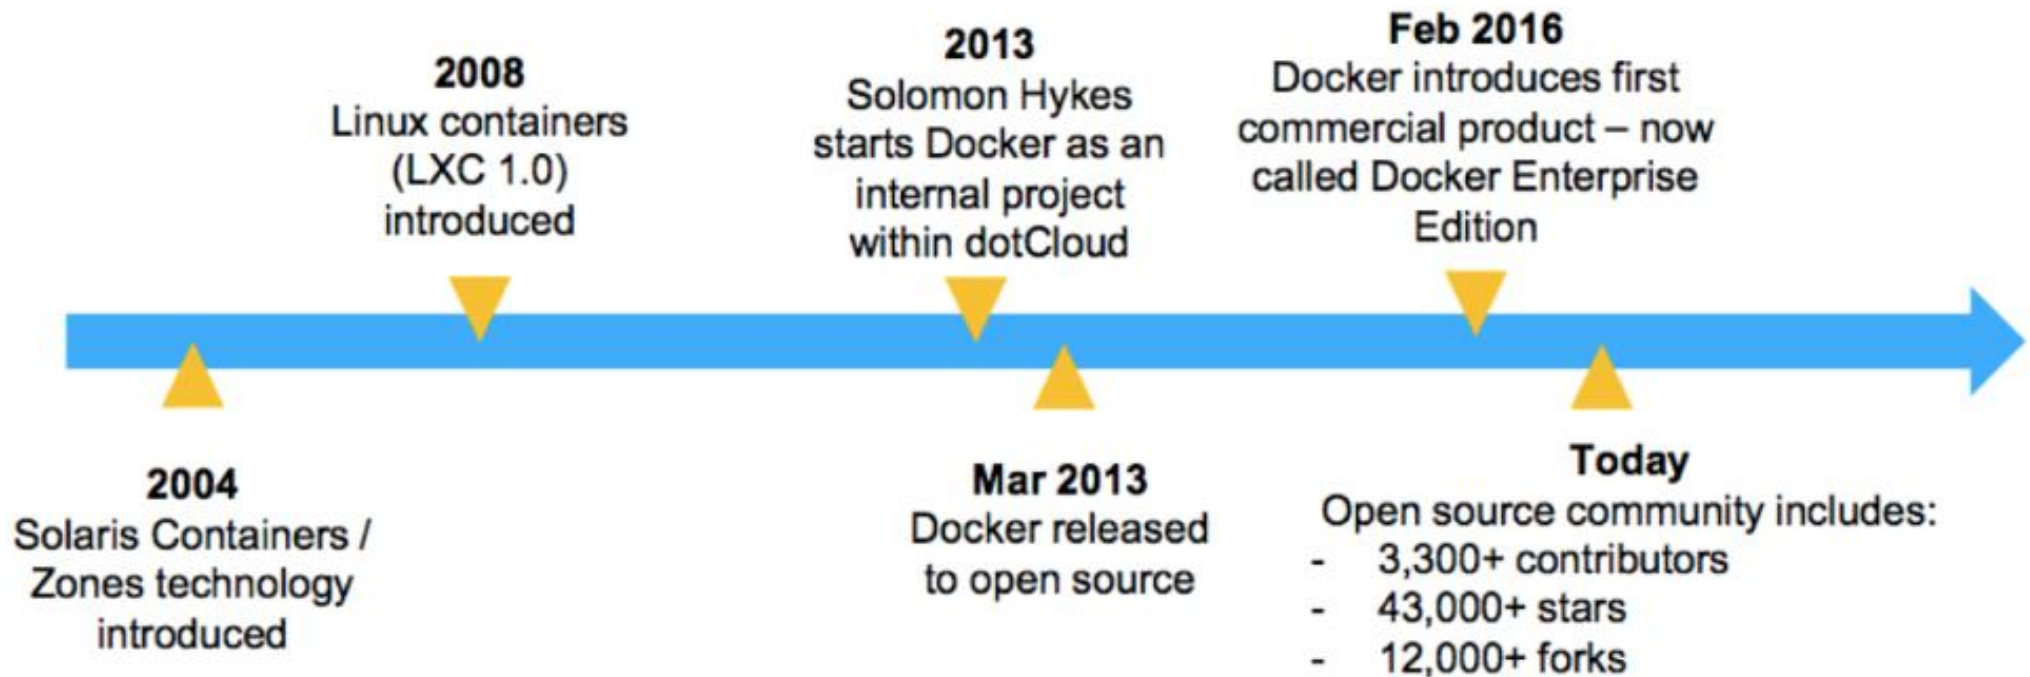 2004
Solaris Containers /
Zones technology
introduced
2008
Linux containers
(LXC 1.0)
introduced
2013
Solomon Hykes
starts Docker as an
internal project
within dotCloud
Mar 2013
Docker released
to open source
Feb 2016
Docker introduces first
commercial product – now
called Docker Enterprise
Edition
Today
Open source community includes:
- 3,300+ contributors
- 43,000+ stars
- 12,000+ forks